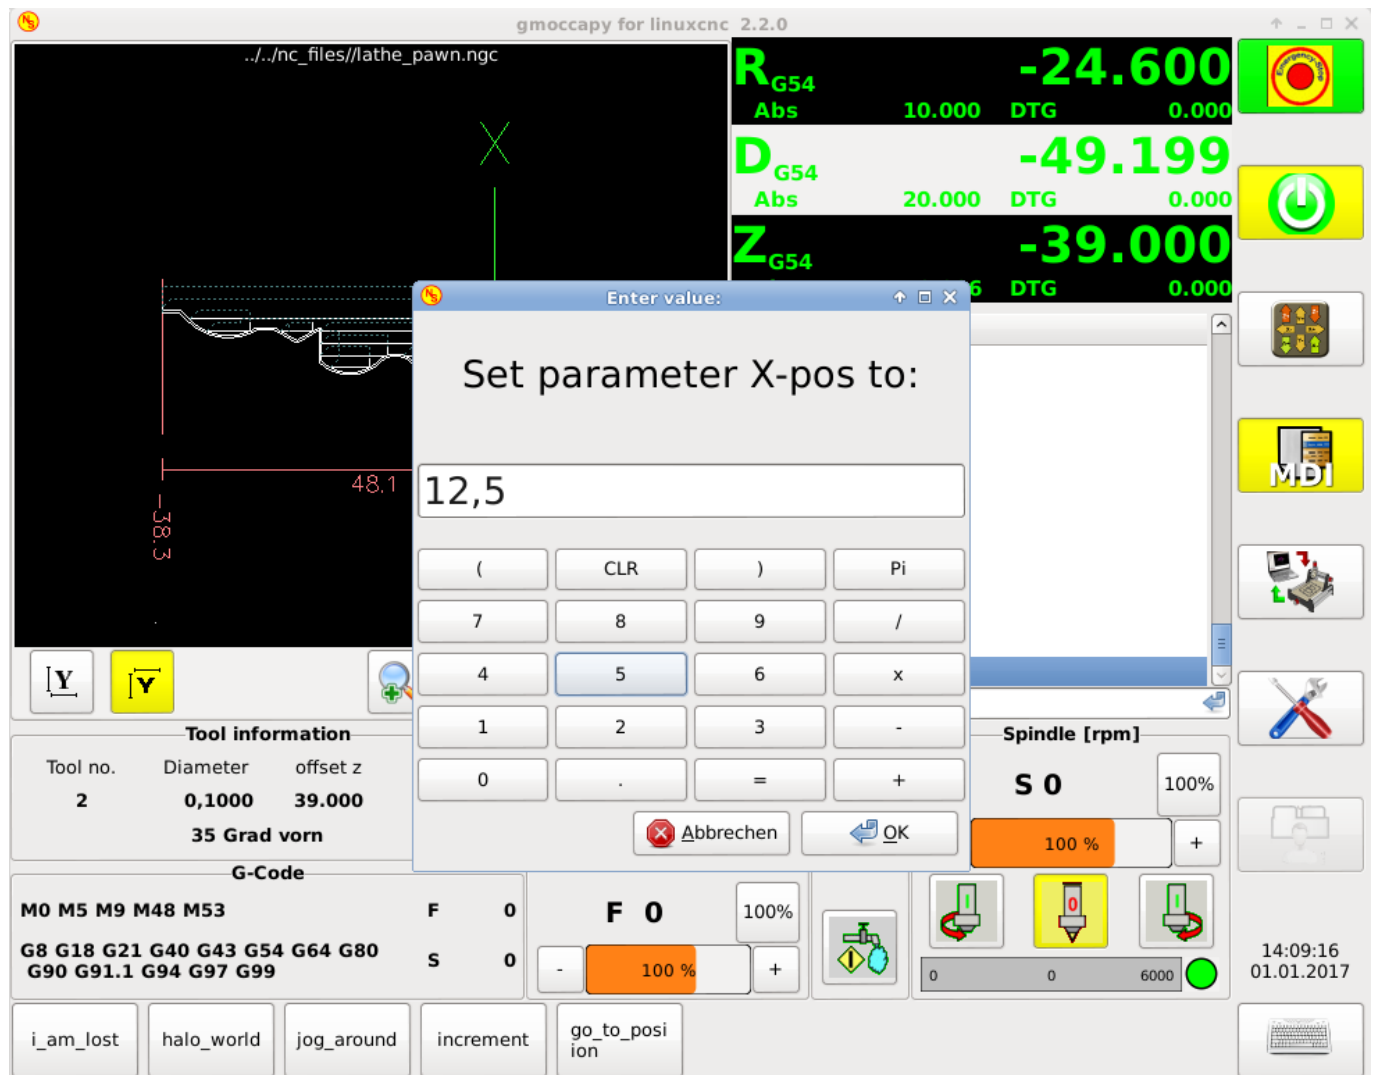 gmoccapy for linuxcnc 2.2.0
../../nc_files//lathe_pawn.ngc
X
48.1
-38.3
R G54 -24.600
Abs 10.000 DTG 0.000
D G54 -49.199
Abs 20.000 DTG 0.000
Z G54 -39.000
6 DTG 0.000
Emergency-Stop
MDI
Enter value:
Set parameter X-pos to:
12,5
( CLR ) Pi
7 8 9 /
4 5 6 x
1 2 3 -
0 . = +
Abbrechen OK
Y Y
Tool information
Tool no. Diameter offset z
2 0,1000 39.000
35 Grad vorn
G-Code
M0 M5 M9 M48 M53
G8 G18 G21 G40 G43 G54 G64 G80
G90 G91.1 G94 G97 G99
F 0
S 0
F 0 100%
- 100 % +
Spindle [rpm]
S 0 100%
100 % +
I 0 I
0 0 6000
14:09:16
01.01.2017
i_am_lost halo_world jog_around increment go_to_posi
ion